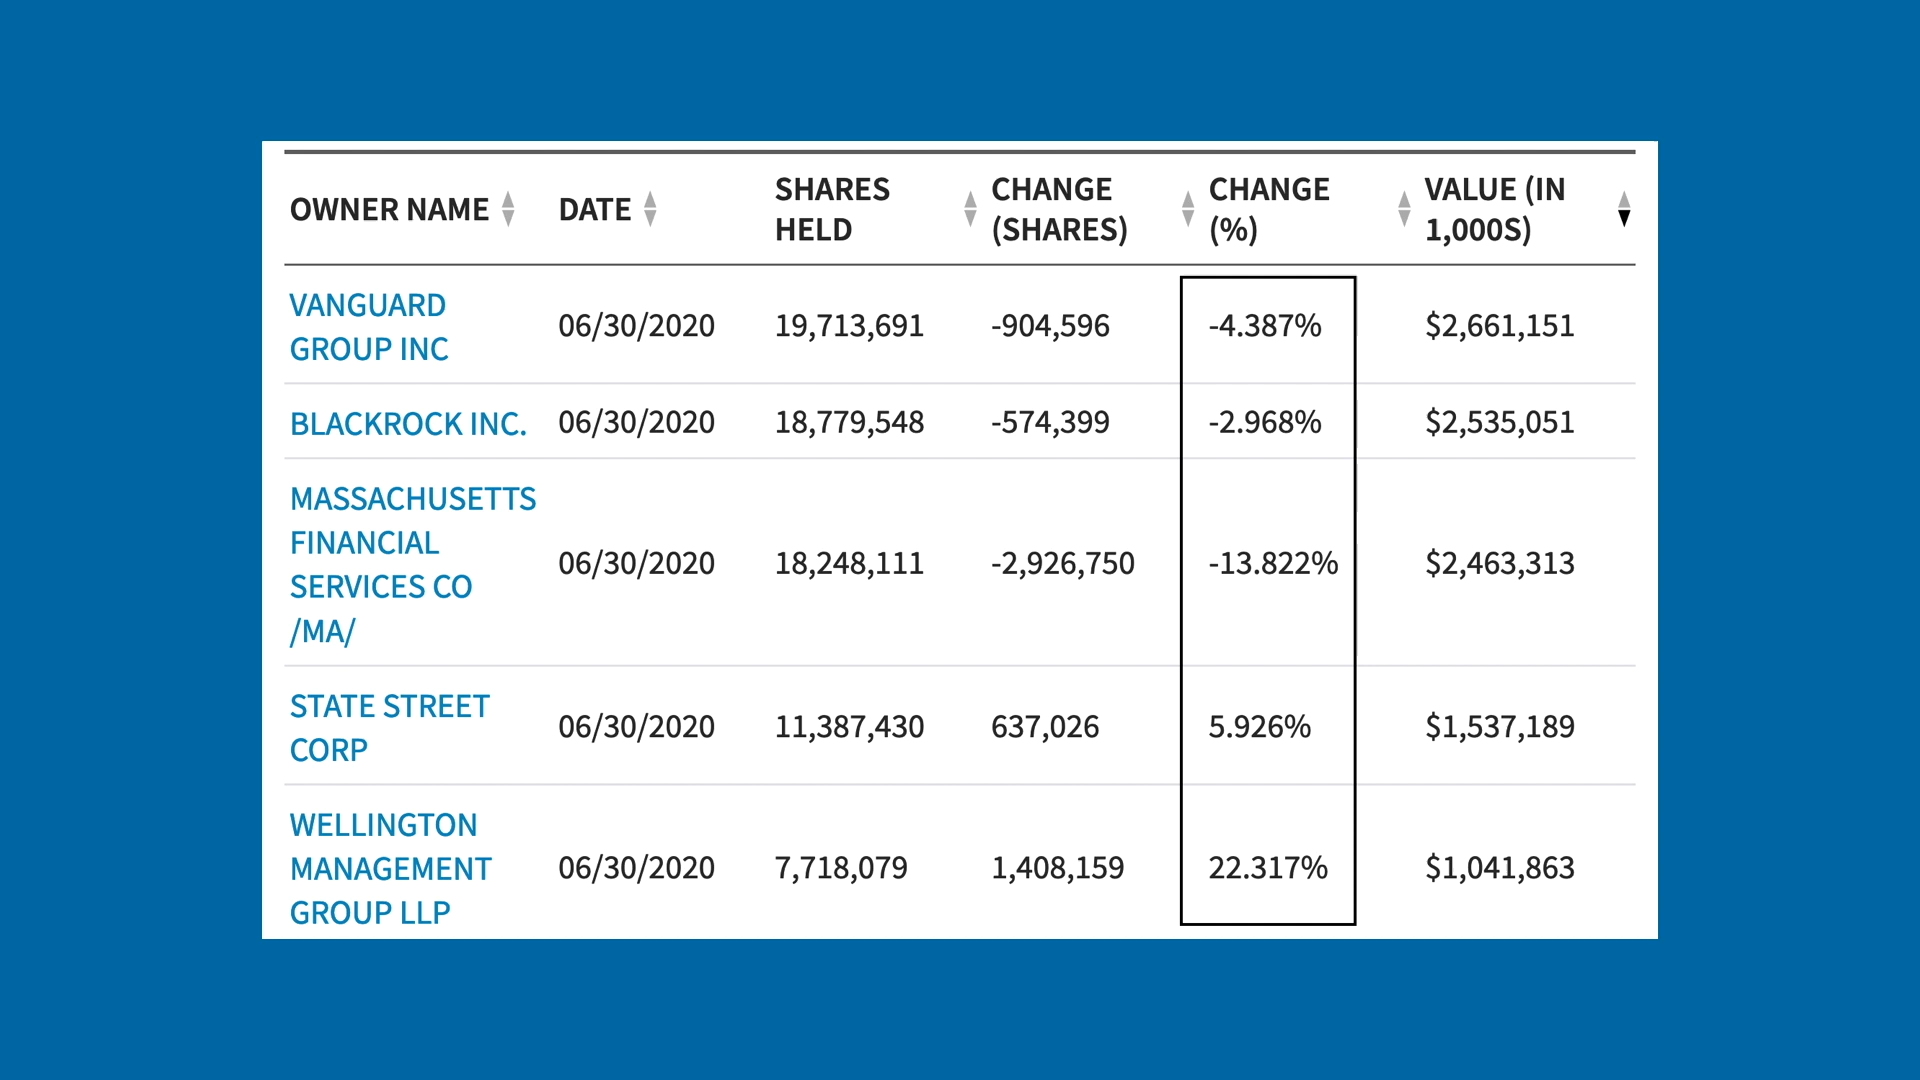 OWNER NAME DATE SHARES HELD CHANGE (SHARES) CHANGE (%) VALUE (IN 1,000S)
VANGUARD GROUP INC 06/30/2020 19,713,691 -904,596 -4.387% $2,661,151
BLACKROCK INC. 06/30/2020 18,779,548 -574,399 -2.968% $2,535,051
MASSACHUSETTS FINANCIAL SERVICES CO /MA/ 06/30/2020 18,248,111 -2,926,750 -13.822% $2,463,313
STATE STREET CORP 06/30/2020 11,387,430 637,026 5.926% $1,537,189
WELLINGTON MANAGEMENT GROUP LLP 06/30/2020 7,718,079 1,408,159 22.317% $1,041,863